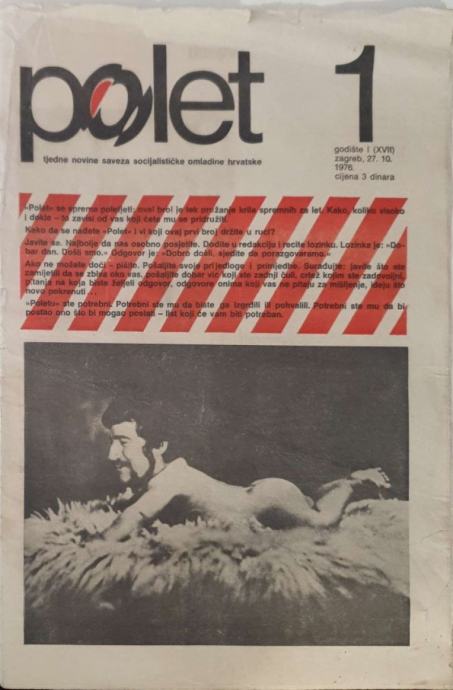 polet
1
tjedne novine saveza socijalističke omladine hrvatske
godište I (XVII)
zagreb, 27. 10.
1976.
cijena 3 dinara
»Polet« se sprema poletjeti: ovaj broj je tek pružanje krila spremnih za let. Kako, koliko visoko
i dokle – to zavisi od vas koji ćete mu se pridružiti.
Kako da se nađete »Polet« i vi koji ovaj prvi broj držite u ruci?
Javite se. Najbolje da nas osobno posjetite. Dođite u redakciju i recite lozinku. Lozinka je: »Do-
bar dan. Došli smo.« Odgovor je: »Dobro došli, sjedite da porazgovaramo.«
Ako ne možete doći – pišite. Pošaljite svoje prijedloge i primjedbe. Surađujte: javite što ste
zamijetili da se zbiva oko vas, pošaljite dobar vic koji ste zadnji čuli, crtež kojim ste zadovoljni,
pitanja na koja biste željeli odgovor, odgovore onima koji vas ne pitaju za mišljenje, ideju što
novo pokrenuti . . .
»Poletu« ste potrebni. Potrebni ste mu da biste ga izgrdili ili pohvalili. Potrebni ste mu da bi
postao ono što bi mogao postati – list koji će vam biti potreban.